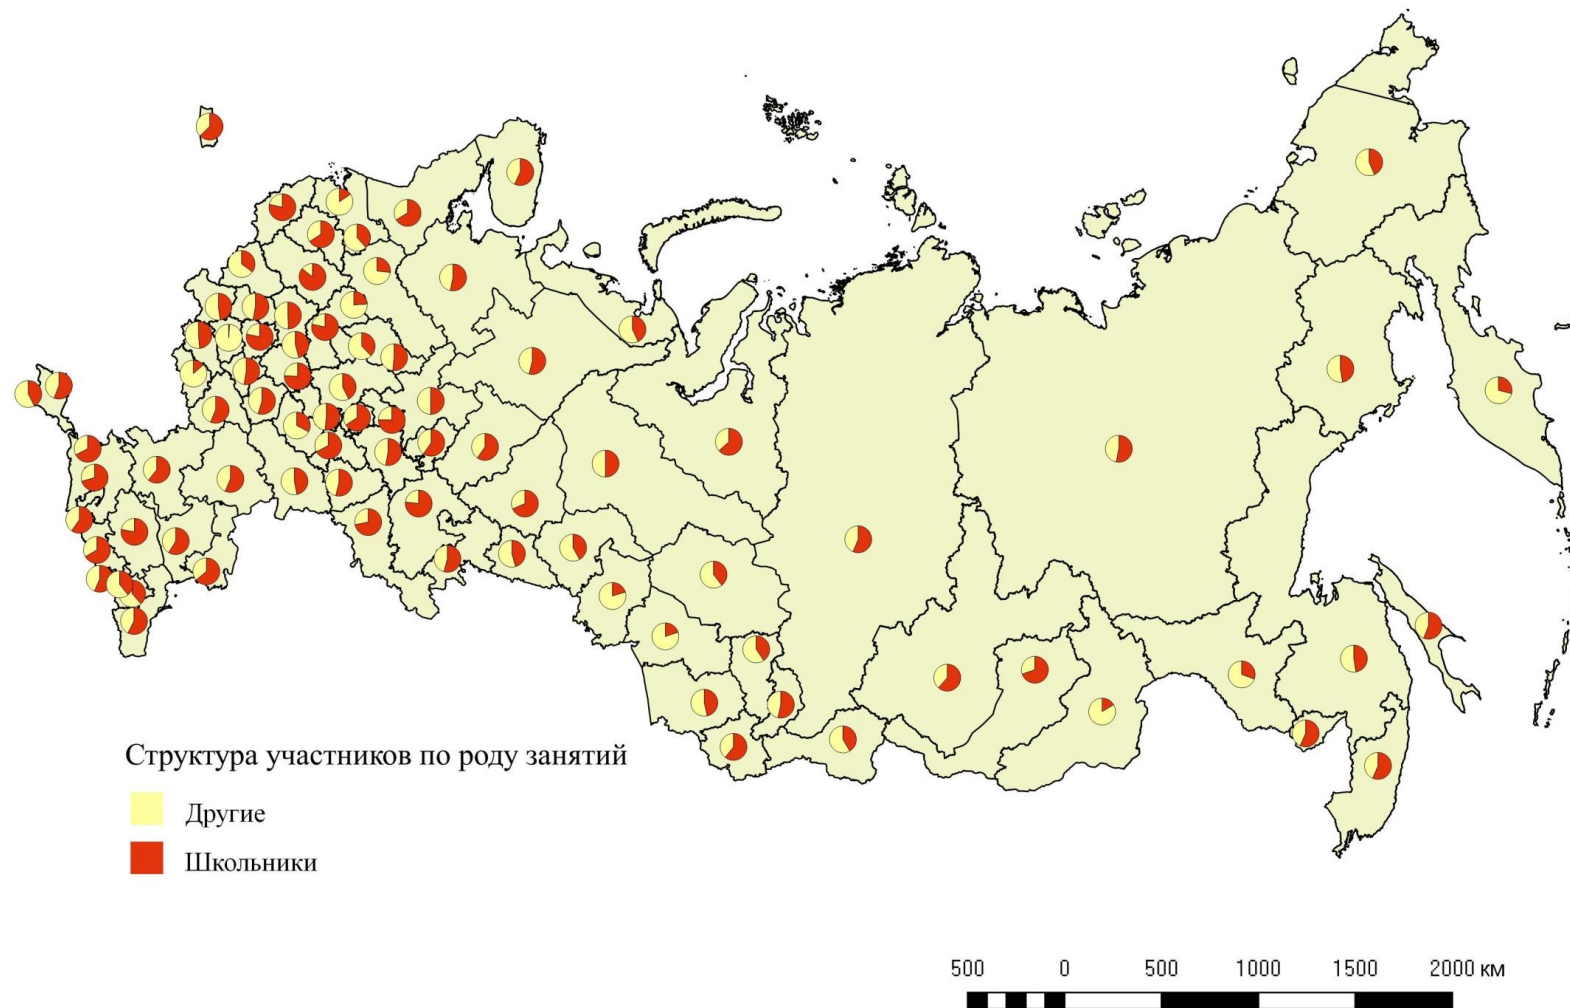 Структура участников по роду занятий
Другие
Школьники
500 0 500 1000 1500 2000 км